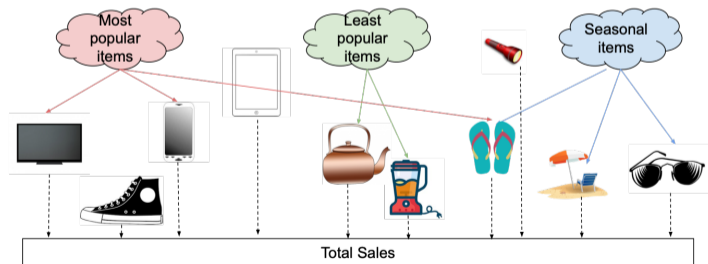 Most
popular
items
Least
popular
items
Seasonal
items
Total Sales